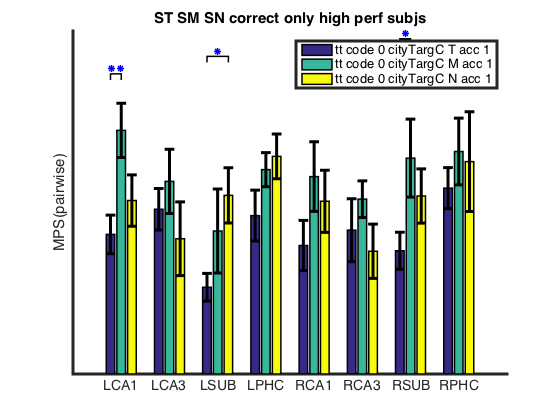 ST SM SN correct only high perf subjs
**
*
*
tt code 0 cityTargC T acc 1
tt code 0 cityTargC M acc 1
tt code 0 cityTargC N acc 1
MPS(pairwise)
LCA1 LCA3 LSUB LPHC RCA1 RCA3 RSUB RPHC